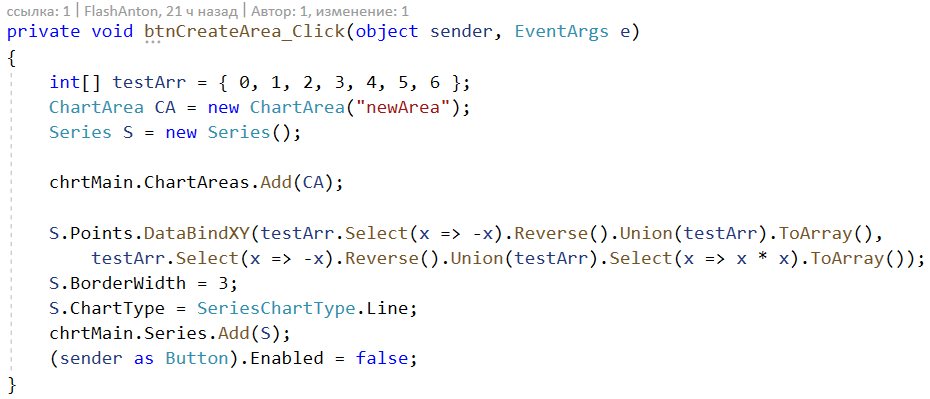 ссылка: 1 | FlashAnton, 21 ч назад | Автор: 1, изменение: 1
private void btnCreateArea_Click(object sender, EventArgs e)
{
    int[] testArr = { 0, 1, 2, 3, 4, 5, 6 };
    ChartArea CA = new ChartArea("newArea");
    Series S = new Series();

    chrtMain.ChartAreas.Add(CA);

    S.Points.DataBindXY(testArr.Select(x => -x).Reverse().Union(testArr).ToArray(),
        testArr.Select(x => -x).Reverse().Union(testArr).Select(x => x * x).ToArray());
    S.BorderWidth = 3;
    S.ChartType = SeriesChartType.Line;
    chrtMain.Series.Add(S);
    (sender as Button).Enabled = false;
}